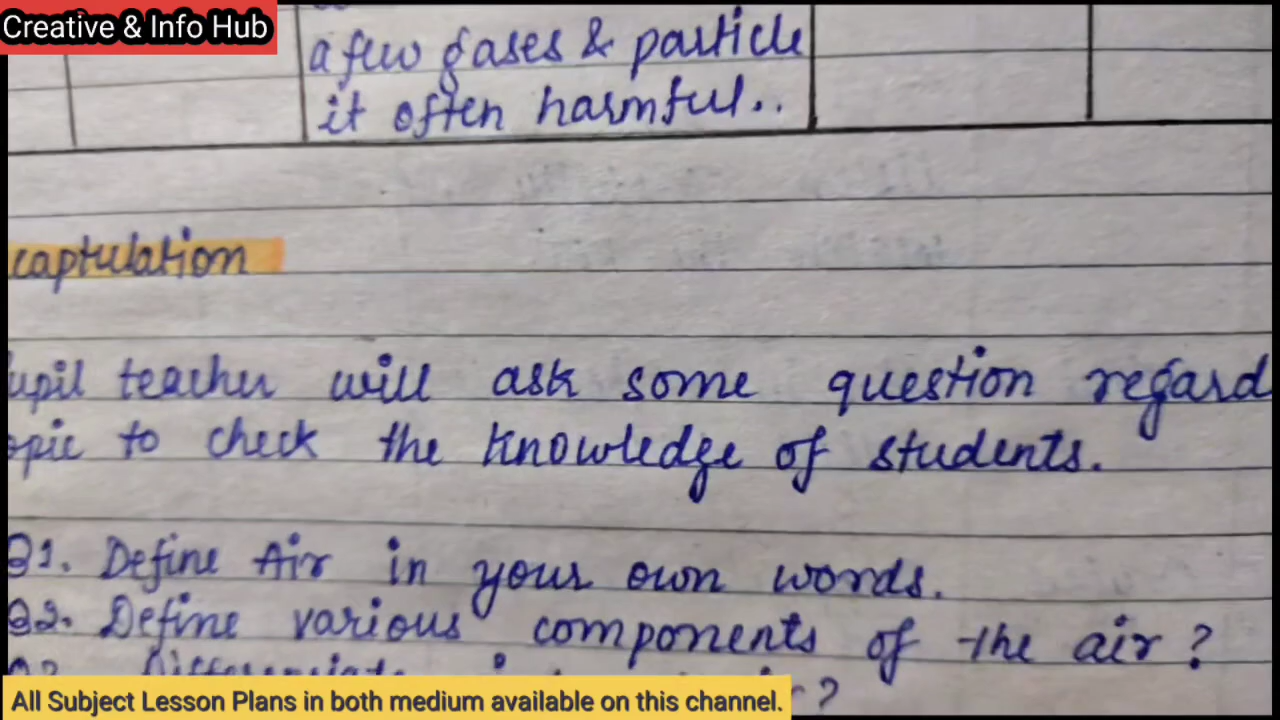 Creative & Info Hub
a few gases & particle
it often harmful..
captulation
upil teacher will ask some question regard
opic to check the knowledge of students.
Q1. Define Air in your own words.
Q2. Define various components of the air?
All Subject Lesson Plans in both medium available on this channel.